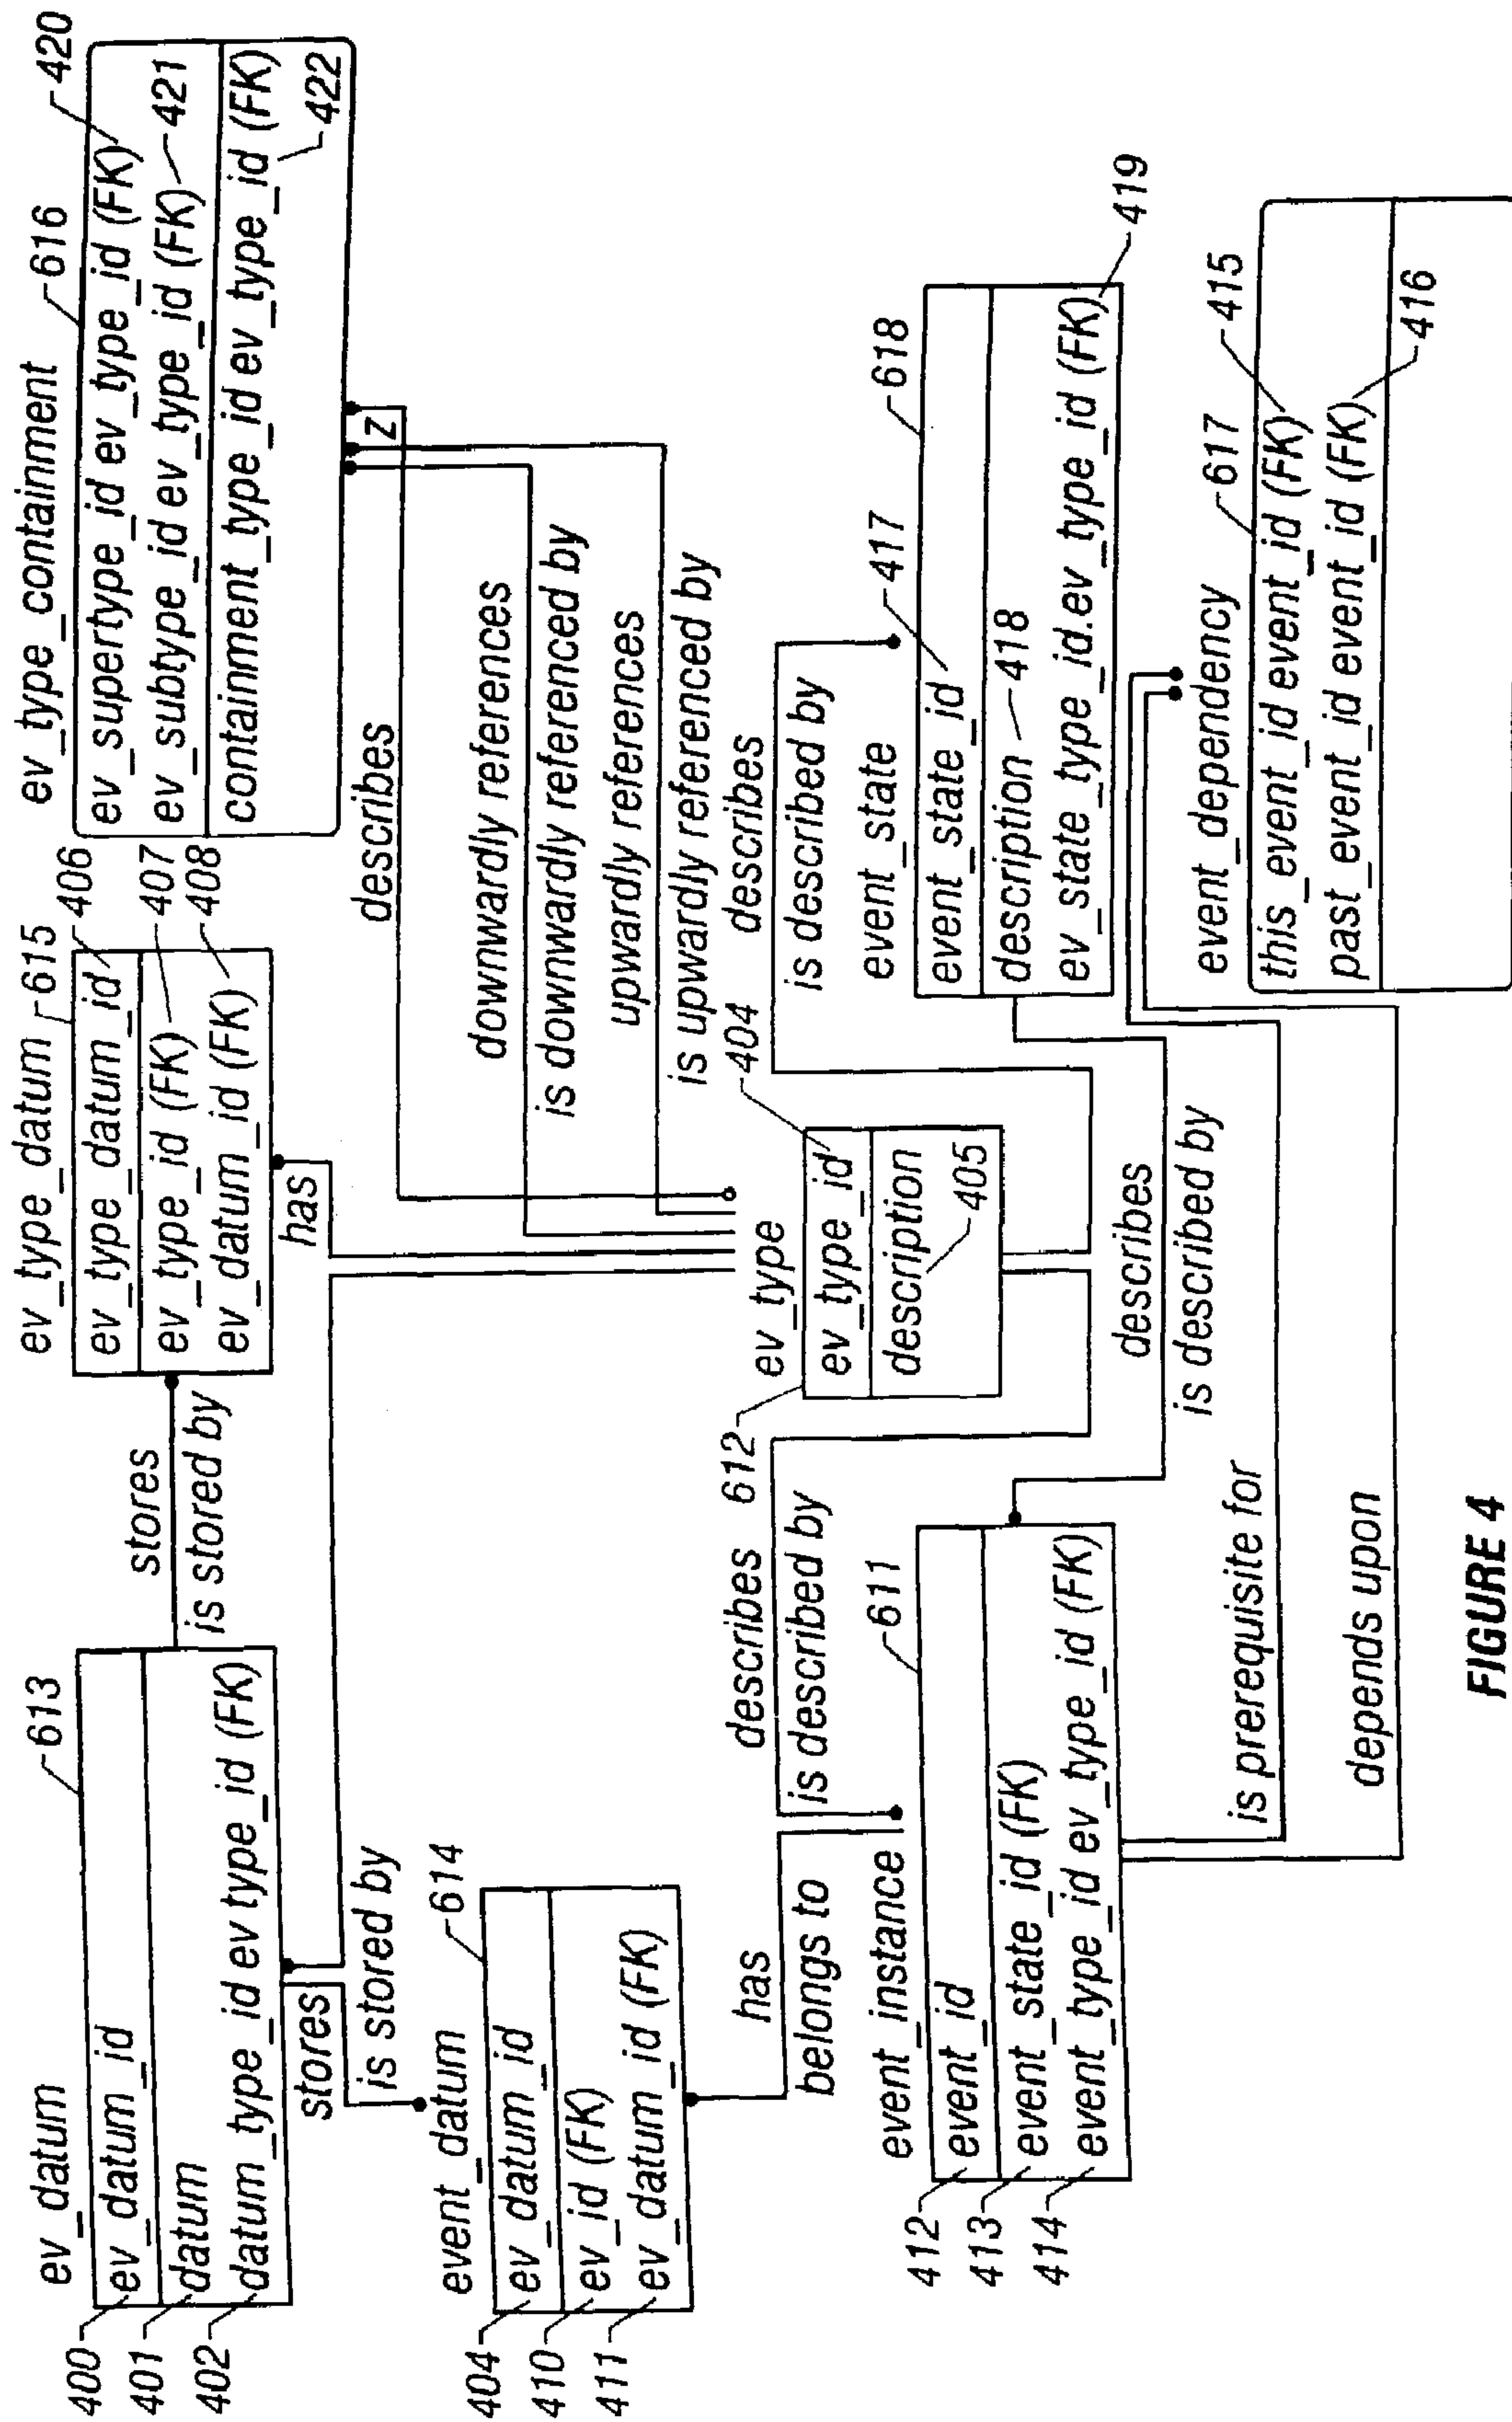 ev_datum
613
400
ev_datum_id
401
datum
402
datum_type_id ev type_id (FK)
stores
is stored by
ev_type_datum
615
ev_type_datum_id
406
ev_type_id (FK)
407
ev_datum_id (FK)
408
has
ev_type_containment
616
ev_supertype_id ev_type_id (FK)
420
ev_subtype_id ev_type_id (FK)
421
containment_type_id ev_type_id (FK)
422
Z
describes
downwardly references
is downwardly referenced by
upwardly references
is upwardly referenced by
stores
is stored by
event_datum
614
404
ev_datum_id
410
ev_id (FK)
411
ev_datum_id (FK)
has
belongs to
ev_type
612
ev_type_id
404
description
405
describes
is described by
describes
is described by
event_instance
611
412
event_id
413
event_state_id (FK)
414
event_type_id ev_type_id (FK)
event_state
417
618
event_state_id
description
418
ev_state_type_id.ev_type_id (FK)
419
describes
is described by
is prerequisite for
depends upon
event_dependency
617
this_event_id event_id (FK)
415
past_event_id event_id (FK)
416
FIGURE 4